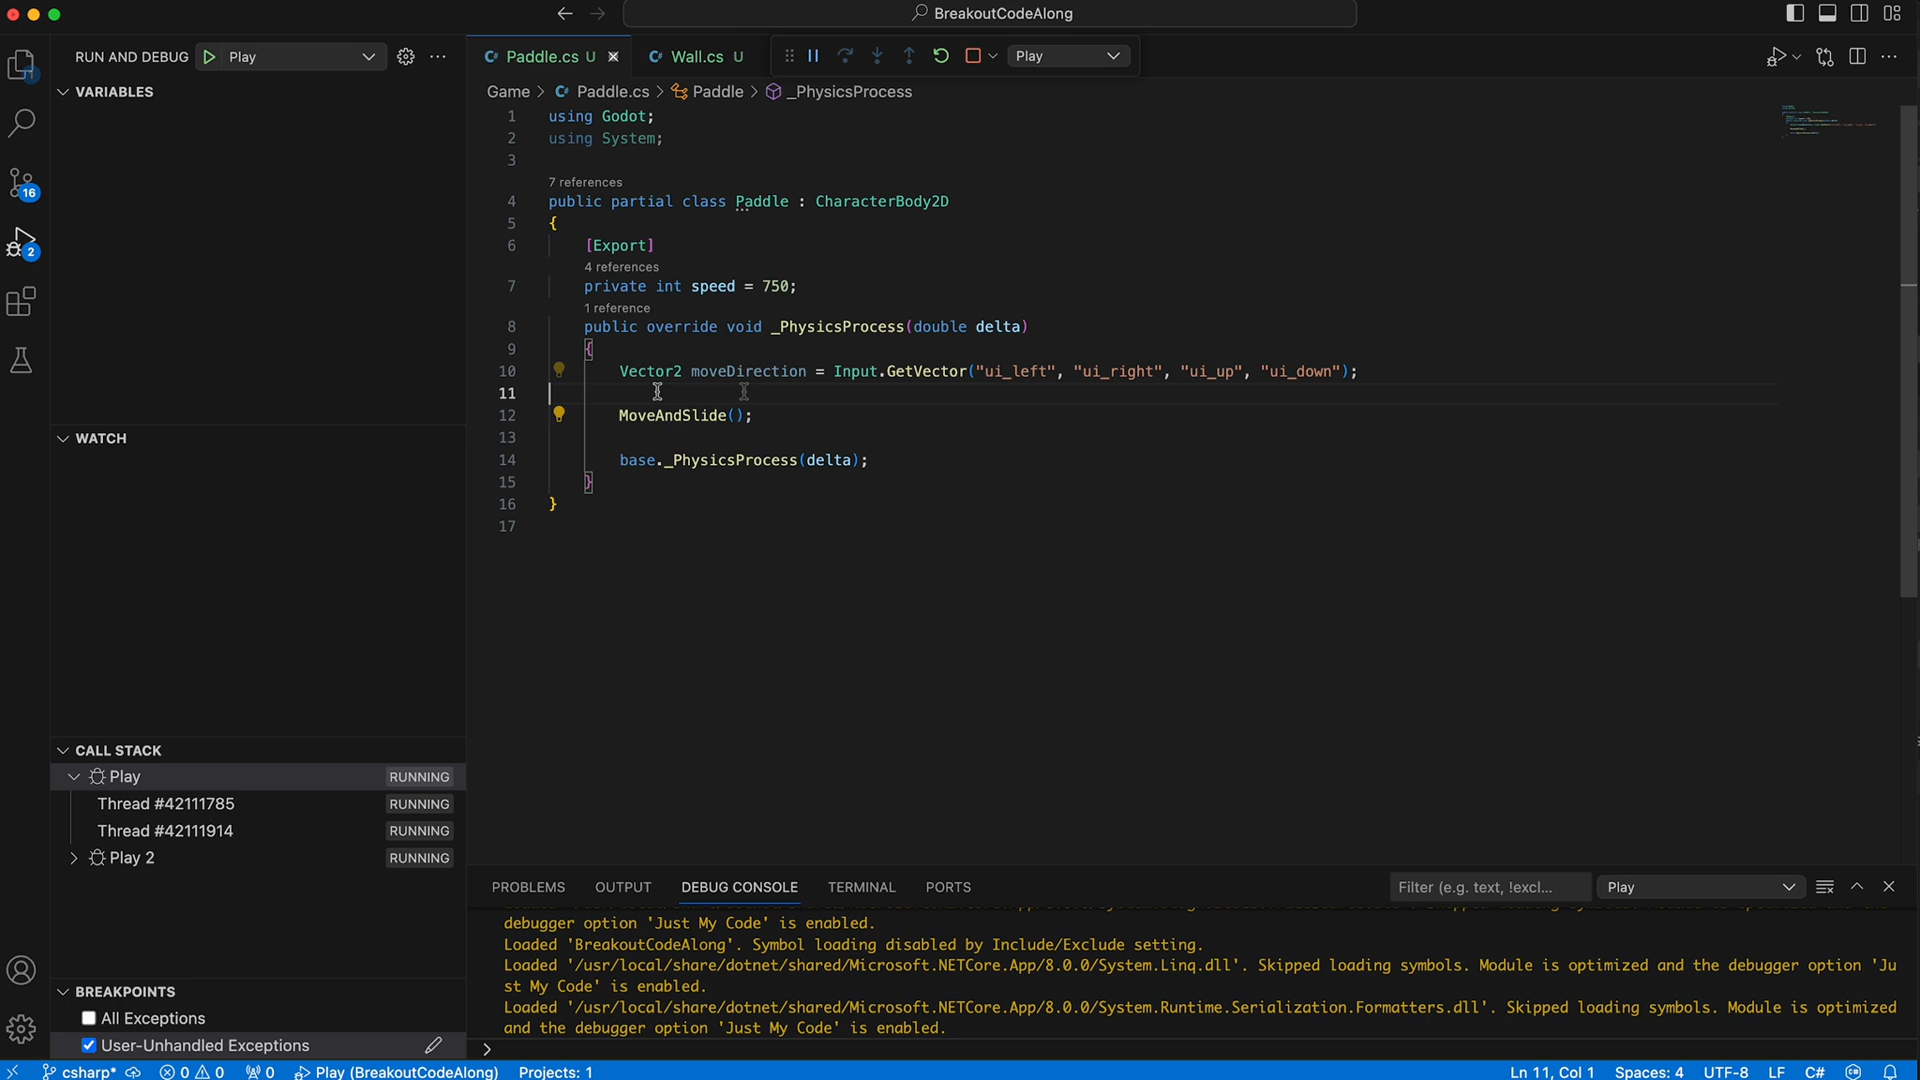 BreakoutCodeAlong
RUN AND DEBUG
Play
Paddle.cs U
Wall.cs U
Play
VARIABLES
Game > Paddle.cs > Paddle > _PhysicsProcess
1 using Godot;
2 using System;
3
7 references
4 public partial class Paddle : CharacterBody2D
5 {
6 [Export]
4 references
7 private int speed = 750;
1 reference
8 public override void _PhysicsProcess(double delta)
9 {
10 Vector2 moveDirection = Input.GetVector("ui_left", "ui_right", "ui_up", "ui_down");
11
12 MoveAndSlide();
13
14 base._PhysicsProcess(delta);
15 }
16 }
17
16
2
WATCH
CALL STACK
Play RUNNING
Thread #42111785 RUNNING
Thread #42111914 RUNNING
Play 2 RUNNING
BREAKPOINTS
All Exceptions
User-Unhandled Exceptions
PROBLEMS OUTPUT DEBUG CONSOLE TERMINAL PORTS
Filter (e.g. text, !excl...
Play
debugger option 'Just My Code' is enabled.
Loaded 'BreakoutCodeAlong'. Symbol loading disabled by Include/Exclude setting.
Loaded '/usr/local/share/dotnet/shared/Microsoft.NETCore.App/8.0.0/System.Linq.dll'. Skipped loading symbols. Module is optimized and the debugger option 'Ju
st My Code' is enabled.
Loaded '/usr/local/share/dotnet/shared/Microsoft.NETCore.App/8.0.0/System.Runtime.Serialization.Formatters.dll'. Skipped loading symbols. Module is optimized
and the debugger option 'Just My Code' is enabled.
>
csharp* 0 0 0 Play (BreakoutCodeAlong) Projects: 1 Ln 11, Col 1 Spaces: 4 UTF-8 LF C#